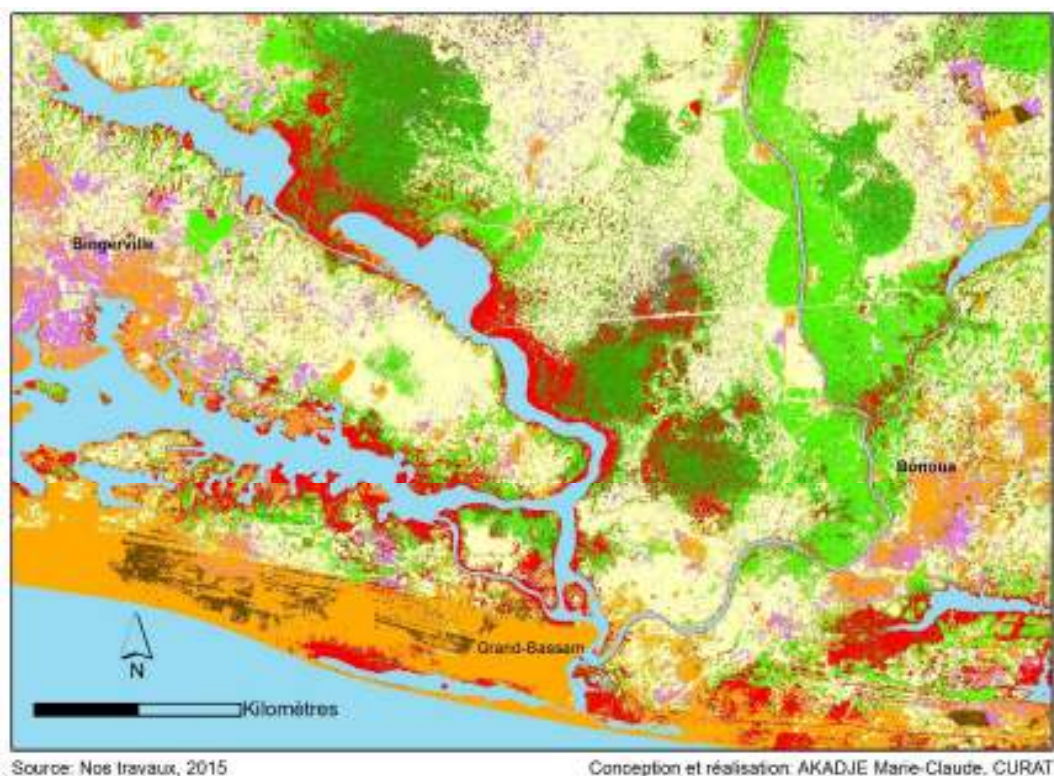 Bingerville
Bonoua
Grand-Bassam
N
Kilomètres
Source: Nos travaux, 2015
Conception et réalisation: AKADJE Marie-Claude, CURAT